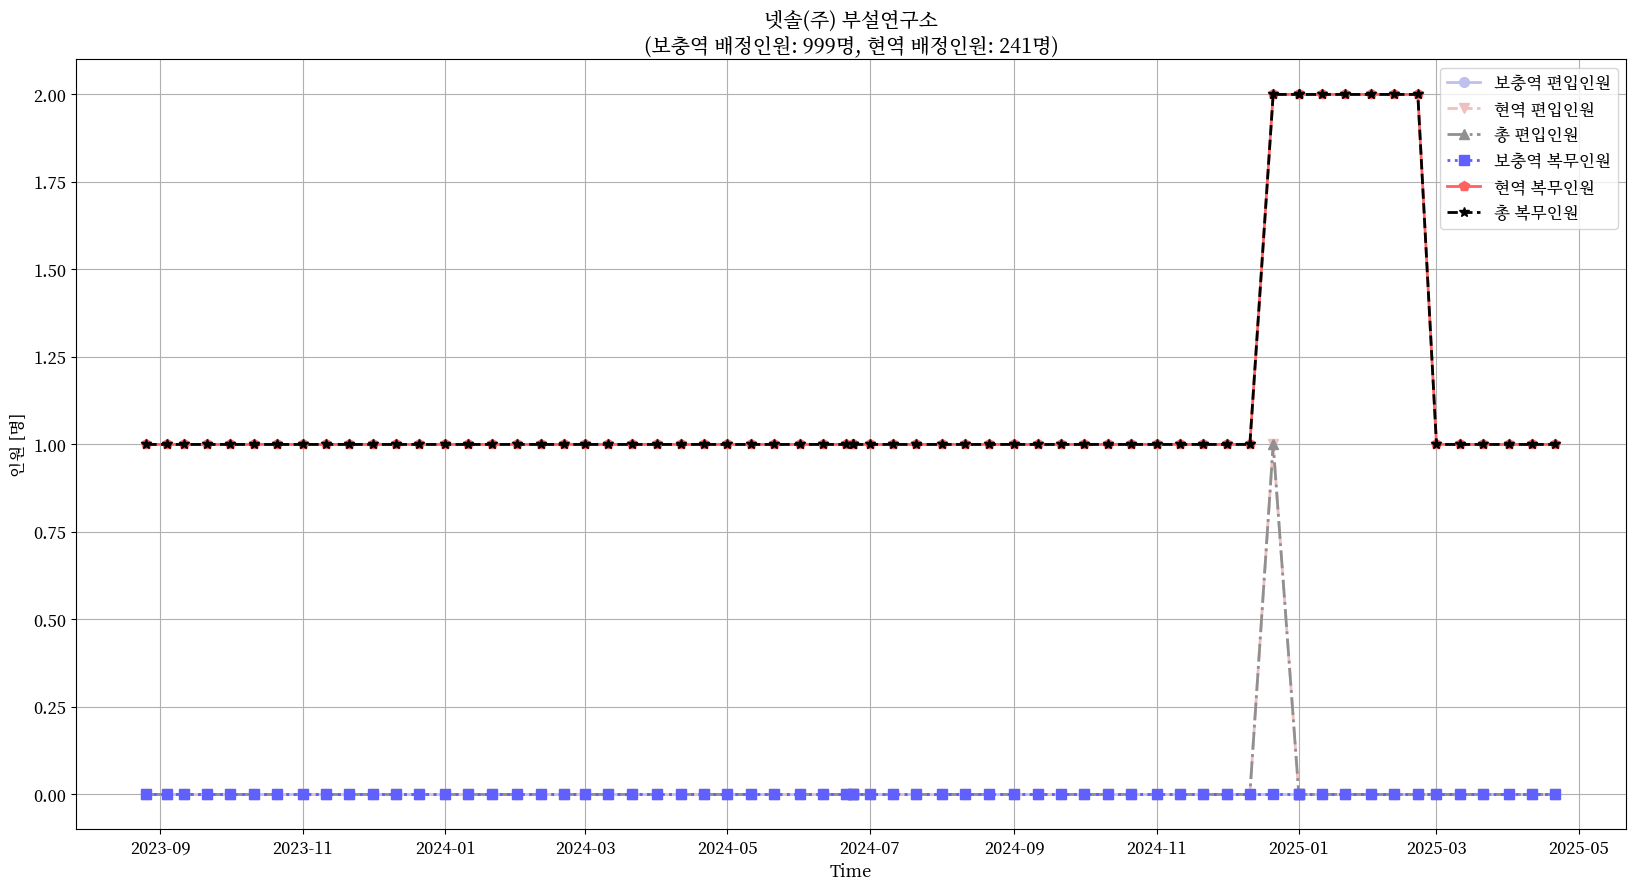 넷솔(주) 부설연구소
(보충역 배정인원: 999명, 현역 배정인원: 241명)
보충역 편입인원
현역 편입인원
총 편입인원
보충역 복무인원
현역 복무인원
총 복무인원
인원 [명]
2.00
1.75
1.50
1.25
1.00
0.75
0.50
0.25
0.00
2023-09
2023-11
2024-01
2024-03
2024-05
2024-07
2024-09
2024-11
2025-01
2025-03
2025-05
Time